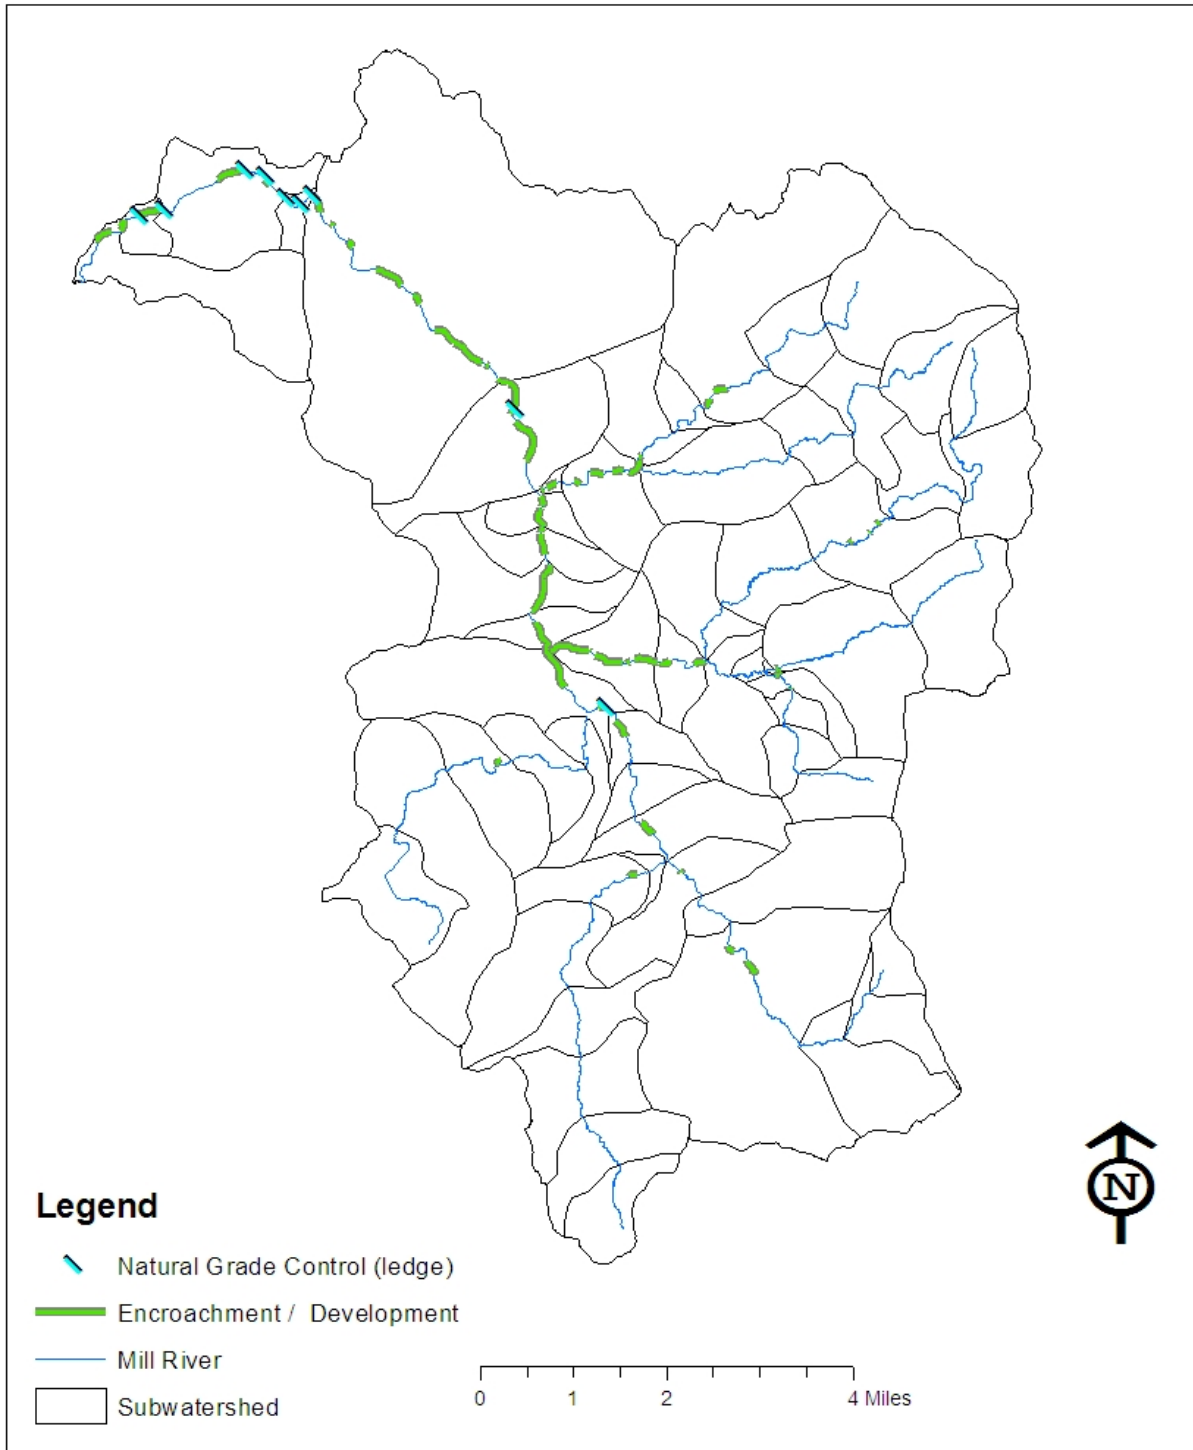 N
Legend
Natural Grade Control (ledge)
Encroachment / Development
Mill River
Subwatershed
0 1 2 4 Miles